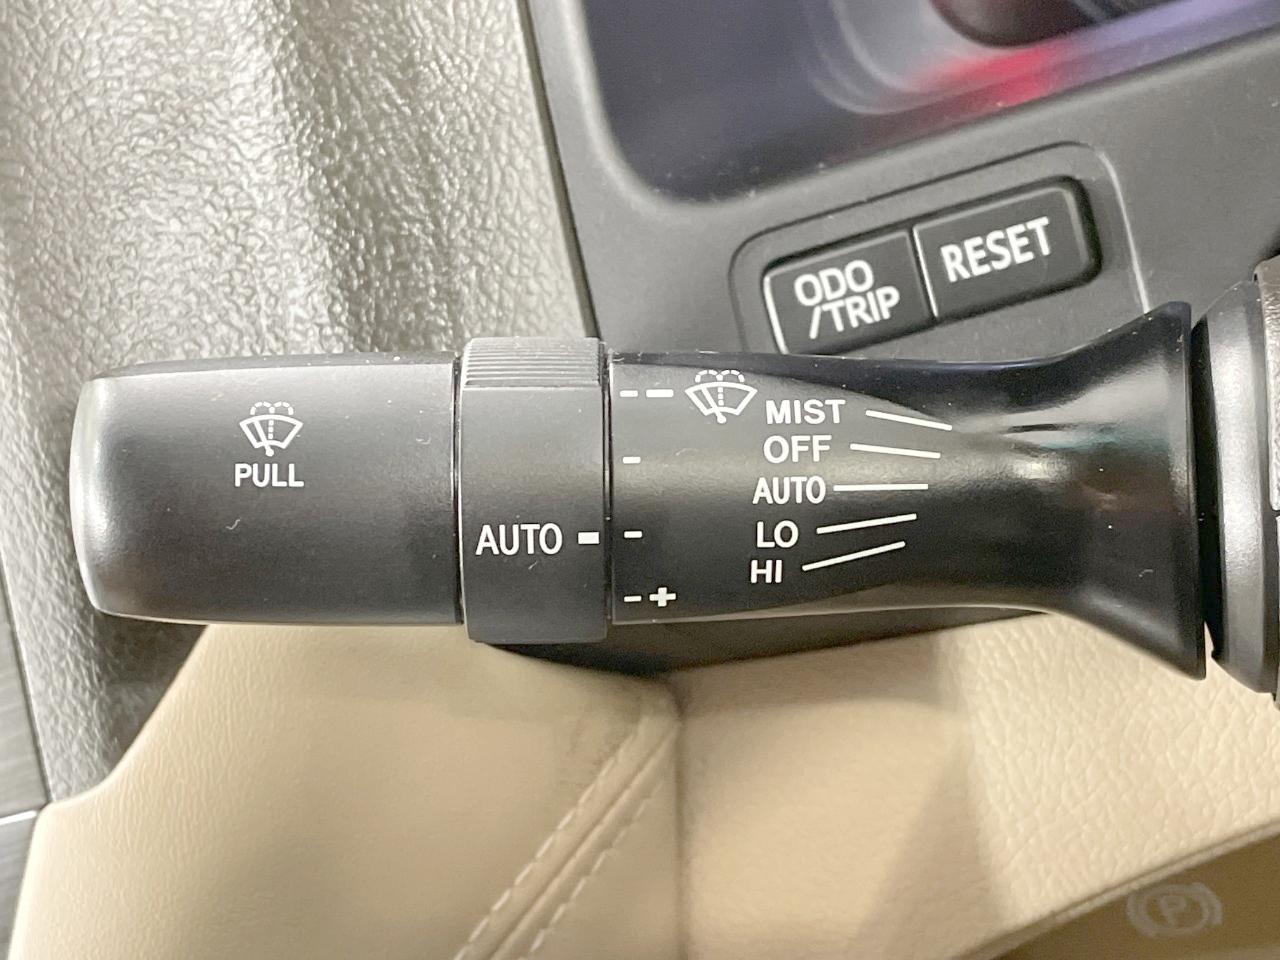 ODO
/TRIP
RESET
PULL
AUTO
MIST
OFF
AUTO
LO
HI
- +
P